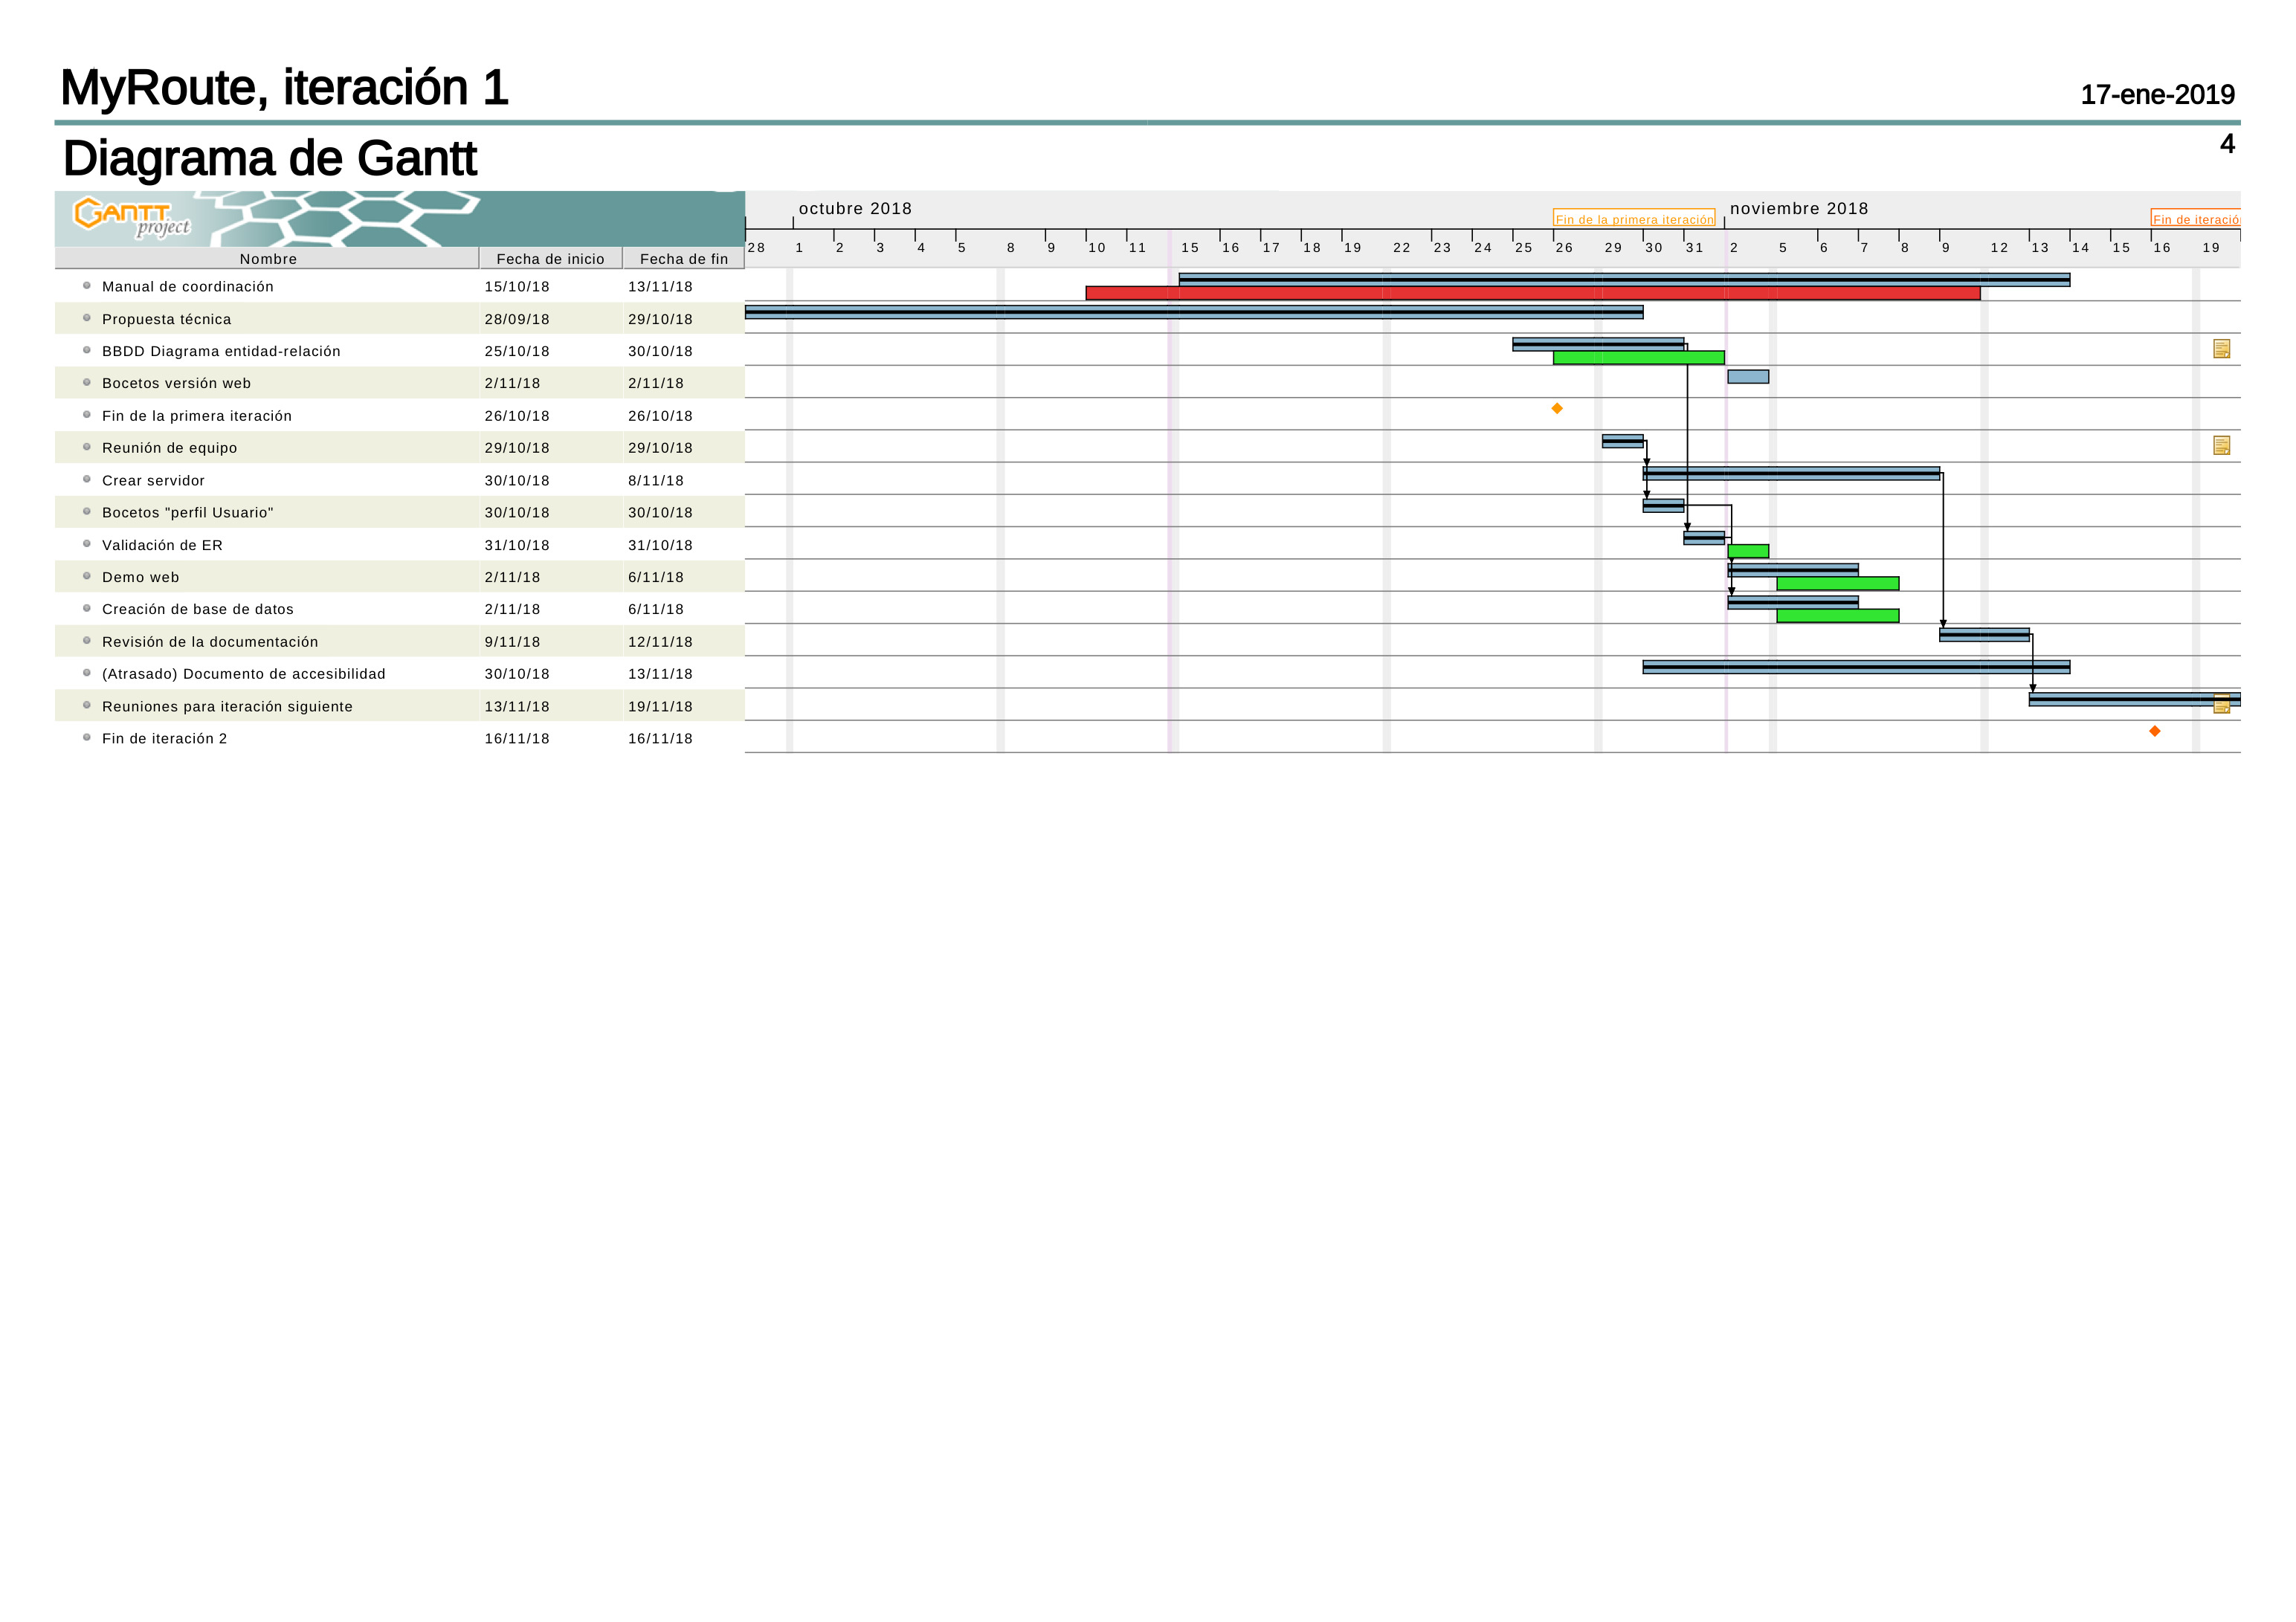 MyRoute, iteración 1
17-ene-2019
Diagrama de Gantt
4
GANTT project
octubre 2018
Fin de la primera iteración
noviembre 2018
Fin de iteració
28 1 2 3 4 5 8 9 10 11 15 16 17 18 19 22 23 24 25 26 29 30 31 2 5 6 7 8 9 12 13 14 15 16 19
Nombre Fecha de inicio Fecha de fin
Manual de coordinación 15/10/18 13/11/18
Propuesta técnica 28/09/18 29/10/18
BBDD Diagrama entidad-relación 25/10/18 30/10/18
Bocetos versión web 2/11/18 2/11/18
Fin de la primera iteración 26/10/18 26/10/18
Reunión de equipo 29/10/18 29/10/18
Crear servidor 30/10/18 8/11/18
Bocetos "perfil Usuario" 30/10/18 30/10/18
Validación de ER 31/10/18 31/10/18
Demo web 2/11/18 6/11/18
Creación de base de datos 2/11/18 6/11/18
Revisión de la documentación 9/11/18 12/11/18
(Atrasado) Documento de accesibilidad 30/10/18 13/11/18
Reuniones para iteración siguiente 13/11/18 19/11/18
Fin de iteración 2 16/11/18 16/11/18